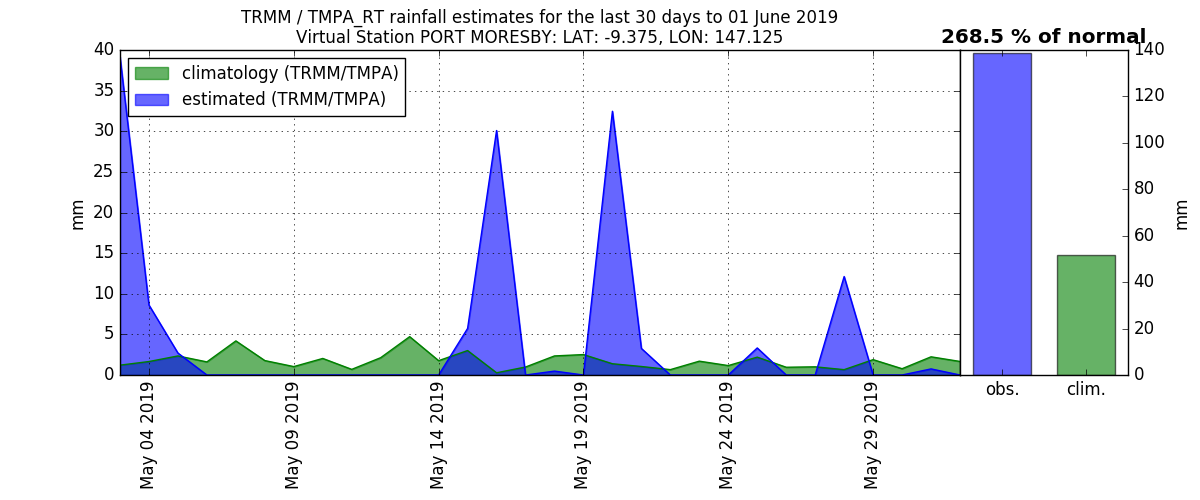 TRMM / TMPA_RT rainfall estimates for the last 30 days to 01 June 2019
Virtual Station PORT MORESBY: LAT: -9.375, LON: 147.125
268.5 % of normal
climatology (TRMM/TMPA)
estimated (TRMM/TMPA)
mm
40
35
30
25
20
15
10
5
0
May 04 2019
May 09 2019
May 14 2019
May 19 2019
May 24 2019
May 29 2019
obs.
clim.
140
120
100
80
60
40
20
0
mm